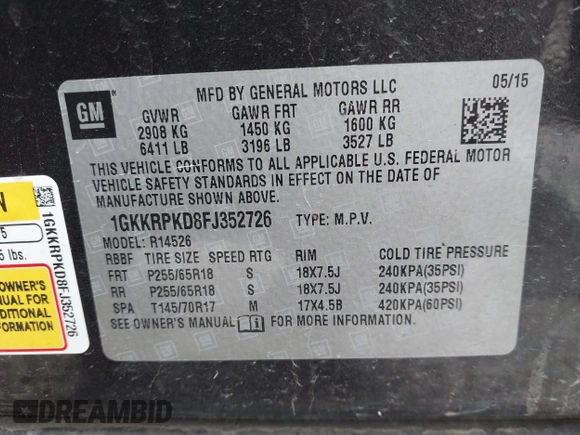 GM
MFD BY GENERAL MOTORS LLC
05/15
GVWR GAWR FRT GAWR RR
2908 KG 1450 KG 1600 KG
6411 LB 3196 LB 3527 LB
THIS VEHICLE CONFORMS TO ALL APPLICABLE U.S. FEDERAL MOTOR
VEHICLE SAFETY STANDARDS IN EFFECT ON THE DATE OF
MANUFACTURE SHOWN ABOVE.
1GKKRPKD8FJ352726 TYPE: M.P.V.
MODEL: R14526
RBBF TIRE SIZE SPEED RTG RIM COLD TIRE PRESSURE
FRT P255/65R18 S 18X7.5J 240KPA(35PSI)
RR P255/65R18 S 18X7.5J 240KPA(35PSI)
SPA T145/70R17 M 17X4.5B 420KPA(60PSI)
SEE OWNER'S MANUAL FOR MORE INFORMATION
N
5
lbs.
OWNER'S
MANUAL FOR
ADDITIONAL
INFORMATION
1GKKRPKD8FJ352726
DREAMBID